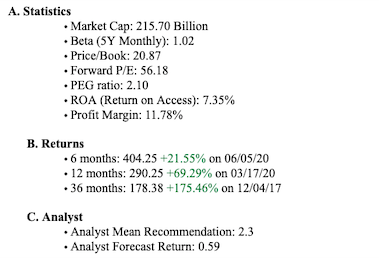 A. Statistics
• Market Cap: 215.70 Billion
• Beta (5Y Monthly): 1.02
• Price/Book: 20.87
• Forward P/E: 56.18
• PEG ratio: 2.10
• ROA (Return on Access): 7.35%
• Profit Margin: 11.78%
B. Returns
• 6 months: 404.25 +21.55% on 06/05/20
• 12 months: 290.25 +69.29% on 03/17/20
• 36 months: 178.38 +175.46% on 12/04/17
C. Analyst
• Analyst Mean Recommendation: 2.3
• Analyst Forecast Return: 0.59